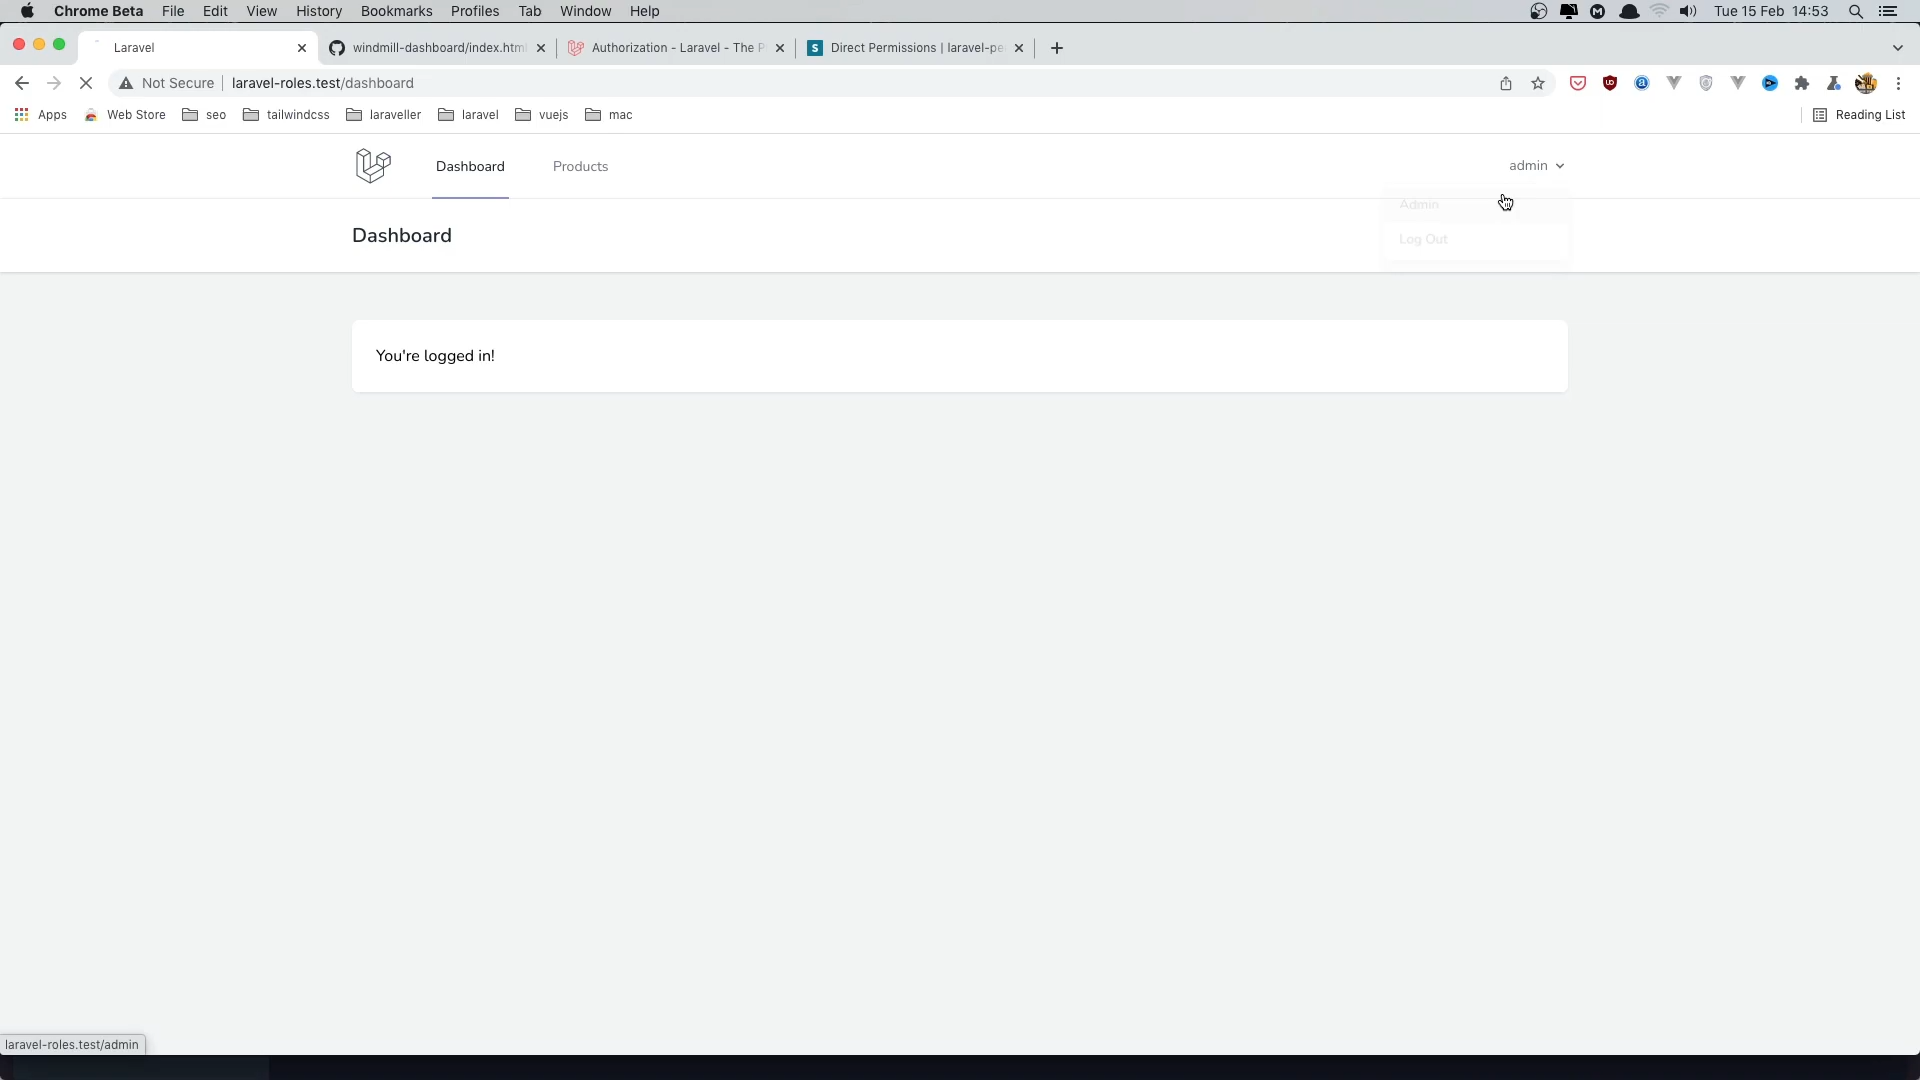 Chrome Beta File Edit View History Bookmarks Profiles Tab Window Help Tue 15 Feb 14:53
Laravel windmill-dashboard/index.html Authorization - Laravel - The P Direct Permissions | laravel-pe
Not Secure laravel-roles.test/dashboard
Apps Web Store seo tailwindcss laraveller laravel vuejs mac Reading List
Dashboard Products admin
Admin
Dashboard
Log Out
You're logged in!
laravel-roles.test/admin